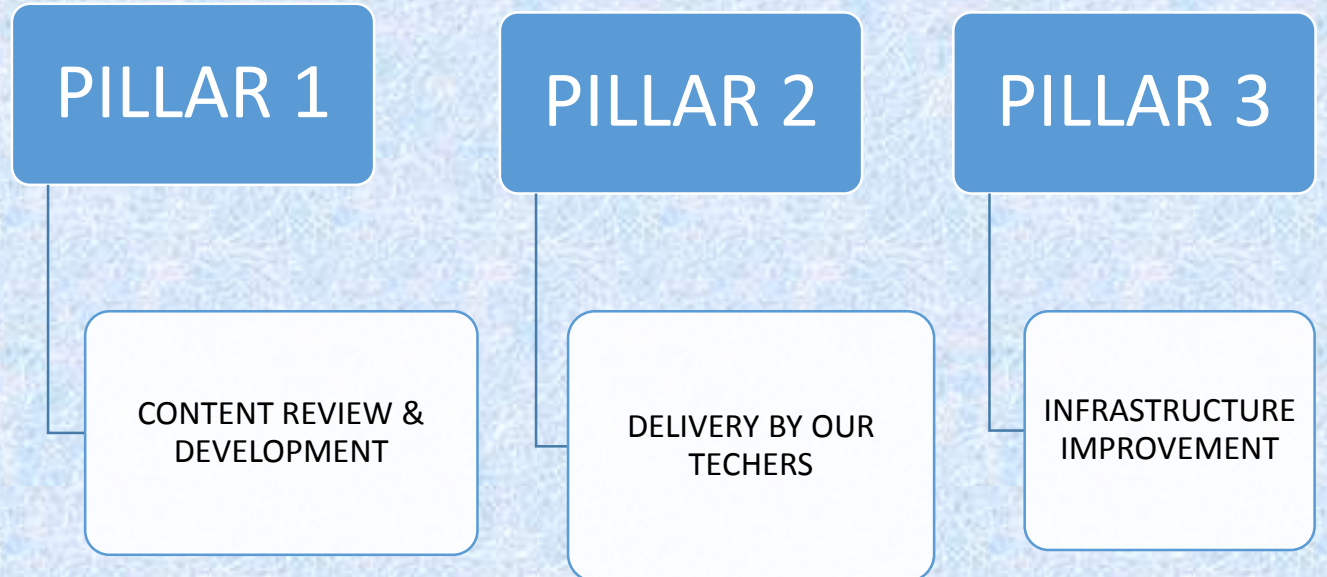 PILLAR 1
CONTENT REVIEW &
DEVELOPMENT
PILLAR 2
DELIVERY BY OUR
TECHERS
PILLAR 3
INFRASTRUCTURE
IMPROVEMENT